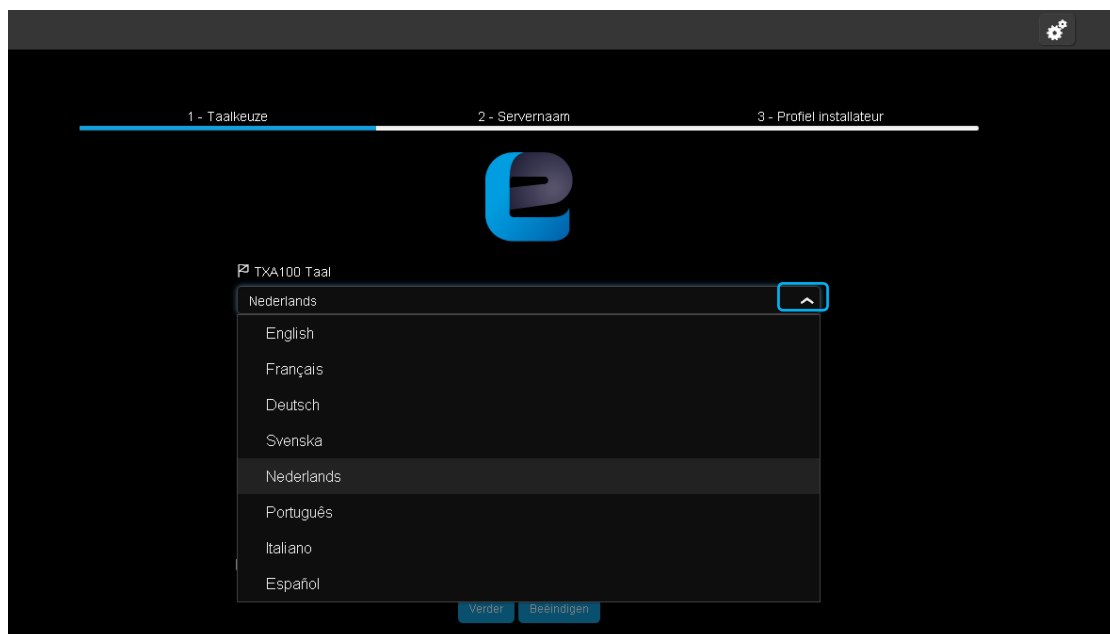 1 - Taalkeuze 2 - Servernaam 3 - Profiel installateur
TXA100 Taal
Nederlands
English
Français
Deutsch
Svenska
Nederlands
Português
Italiano
Español
Verder Beëindigen